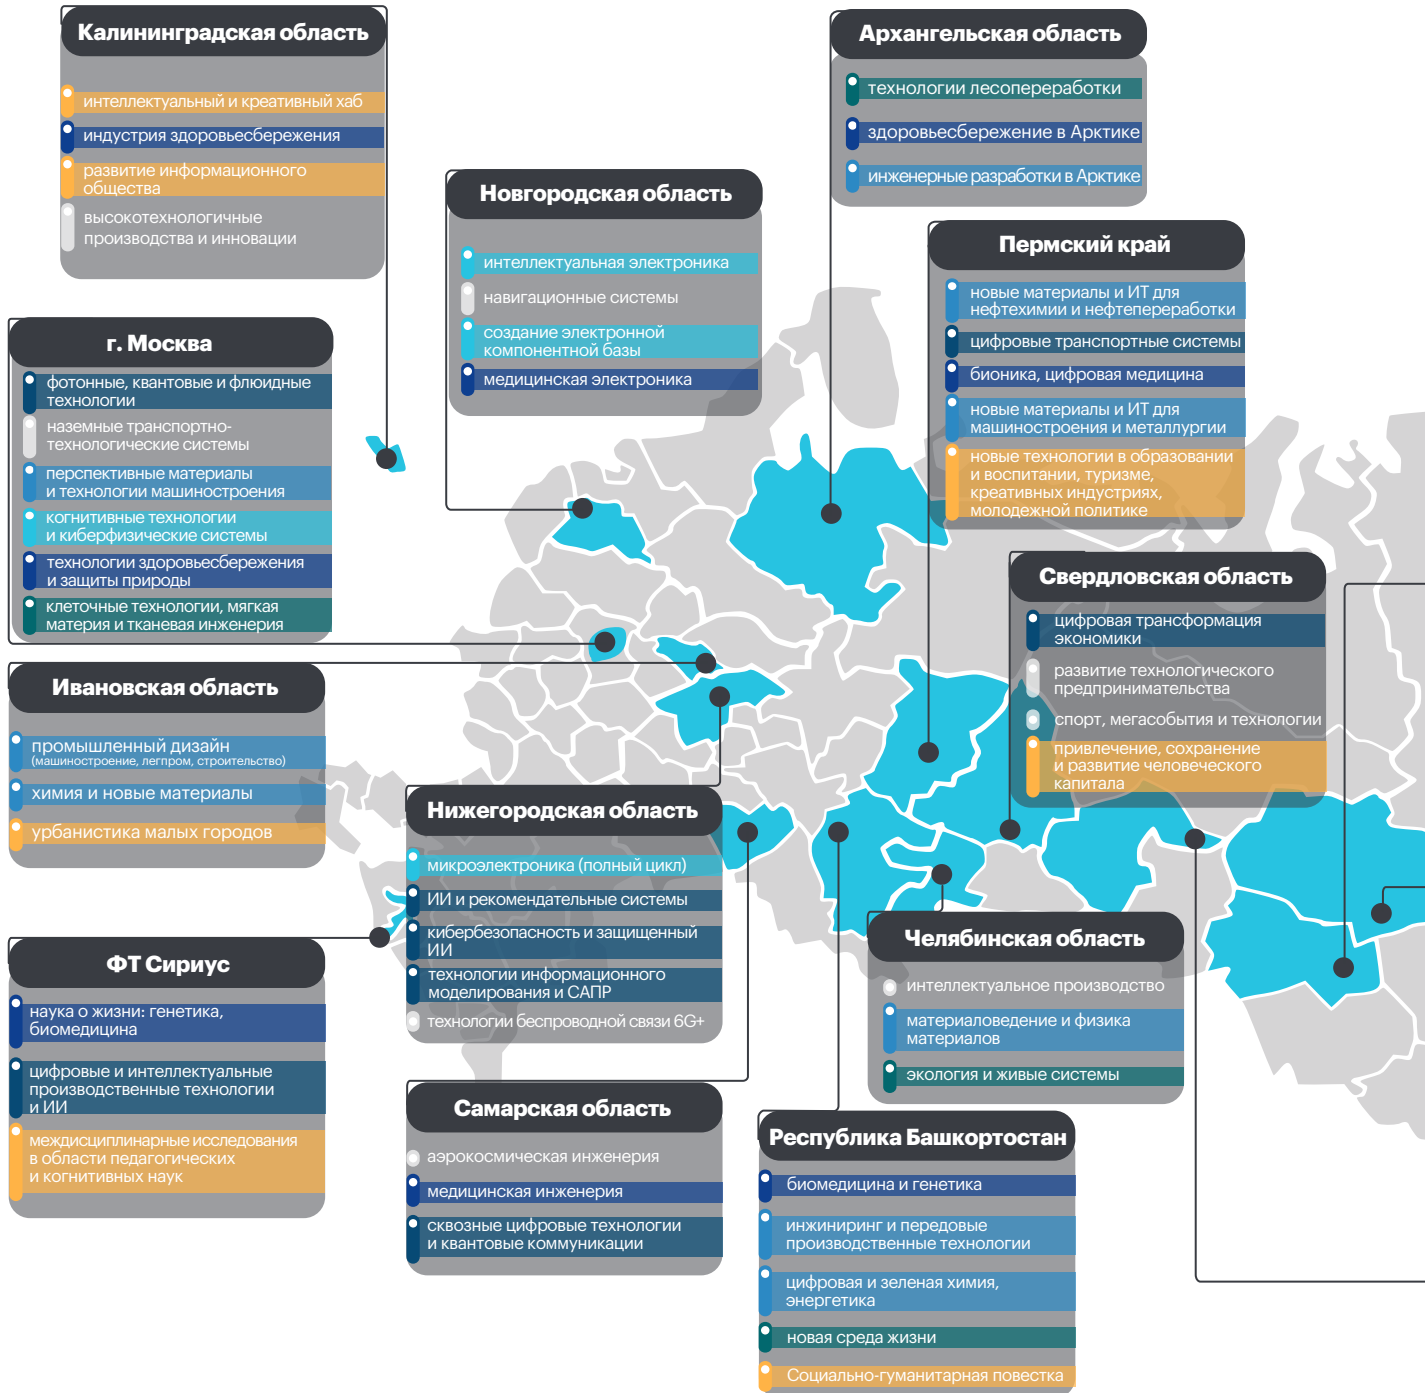 Калининградская область
интеллектуальный и креативный хаб
индустрия здоровьесбережения
развитие информационного
общества
высокотехнологичные
производства и инновации
Архангельская область
технологии лесопереработки
здоровьесбережение в Арктике
инженерные разработки в Арктике
Новгородская область
интеллектуальная электроника
навигационные системы
создание электронной
компонентной базы
медицинская электроника
Пермский край
новые материалы и ИТ для
нефтехимии и нефтепереработки
цифровые транспортные системы
бионика, цифровая медицина
новые материалы и ИТ для
машиностроения и металлургии
новые технологии в образовании
и воспитании, туризме,
креативных индустриях,
молодежной политике
г. Москва
фотонные, квантовые и флюидные
технологии
наземные транспортно-
технологические системы
перспективные материалы
и технологии машиностроения
когнитивные технологии
и киберфизические системы
технологии здоровьесбережения
и защиты природы
клеточные технологии, мягкая
материя и тканевая инженерия
Свердловская область
цифровая трансформация
экономики
развитие технологического
предпринимательства
спорт, мегасобытия и технологии
привлечение, сохранение
и развитие человеческого
капитала
Ивановская область
промышленный дизайн
(машиностроение, легпром, строительство)
химия и новые материалы
урбанистика малых городов
Нижегородская область
микроэлектроника (полный цикл)
ИИ и рекомендательные системы
кибербезопасность и защищенный
ИИ
технологии информационного
моделирования и САПР
технологии беспроводной связи 6G+
Челябинская область
интеллектуальное производство
материаловедение и физика
материалов
экология и живые системы
ФТ Сириус
наука о жизни: генетика,
биомедицина
цифровые и интеллектуальные
производственные технологии
и ИИ
междисциплинарные исследования
в области педагогических
и когнитивных наук
Самарская область
аэрокосмическая инженерия
медицинская инженерия
сквозные цифровые технологии
и квантовые коммуникации
Республика Башкортостан
биомедицина и генетика
инжиниринг и передовые
производственные технологии
цифровая и зеленая химия,
энергетика
новая среда жизни
Социально-гуманитарная повестка